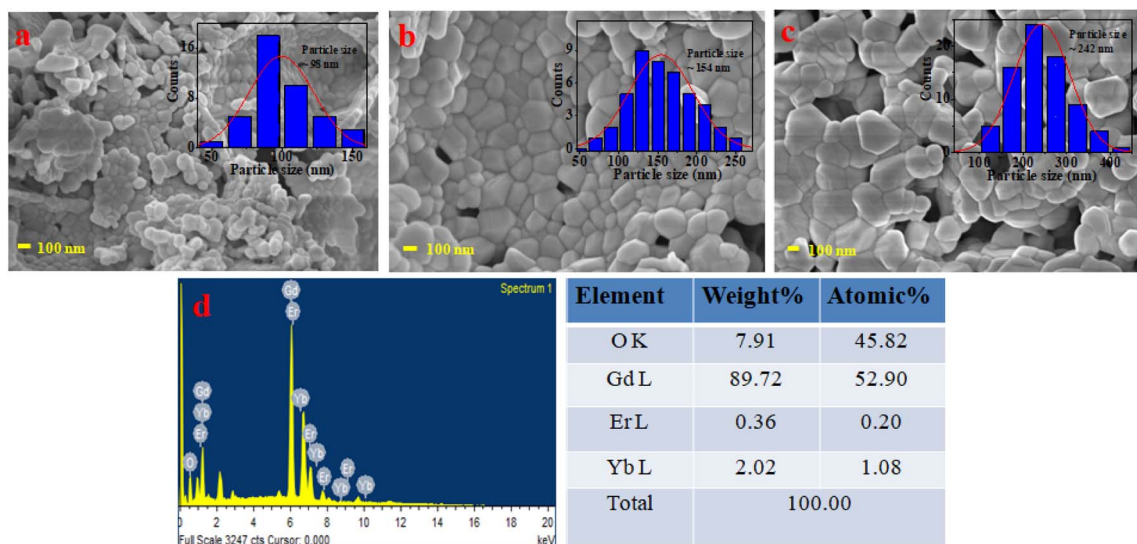 a
16
8
0
Counts
Particle size
~ 98 nm
50
100
150
Particle size (nm)
100 nm
b
9
6
3
0
Counts
Particle size
~ 154 nm
50
100
150
200
250
Particle size (nm)
100 nm
c
20
10
0
Counts
Particle size
~ 242 nm
100
200
300
400
Particle size (nm)
100 nm
d
Spectrum 1
Gd
Er
Gd
Yb
Er
O
Yb
Er
Yb
Er
Er
Yb
Yb
0 2 4 6 8 10 12 14 16 18 20
Full Scale 3247 cts Cursor: 0.000
keV
Element Weight% Atomic%
O K 7.91 45.82
Gd L 89.72 52.90
Er L 0.36 0.20
Yb L 2.02 1.08
Total 100.00